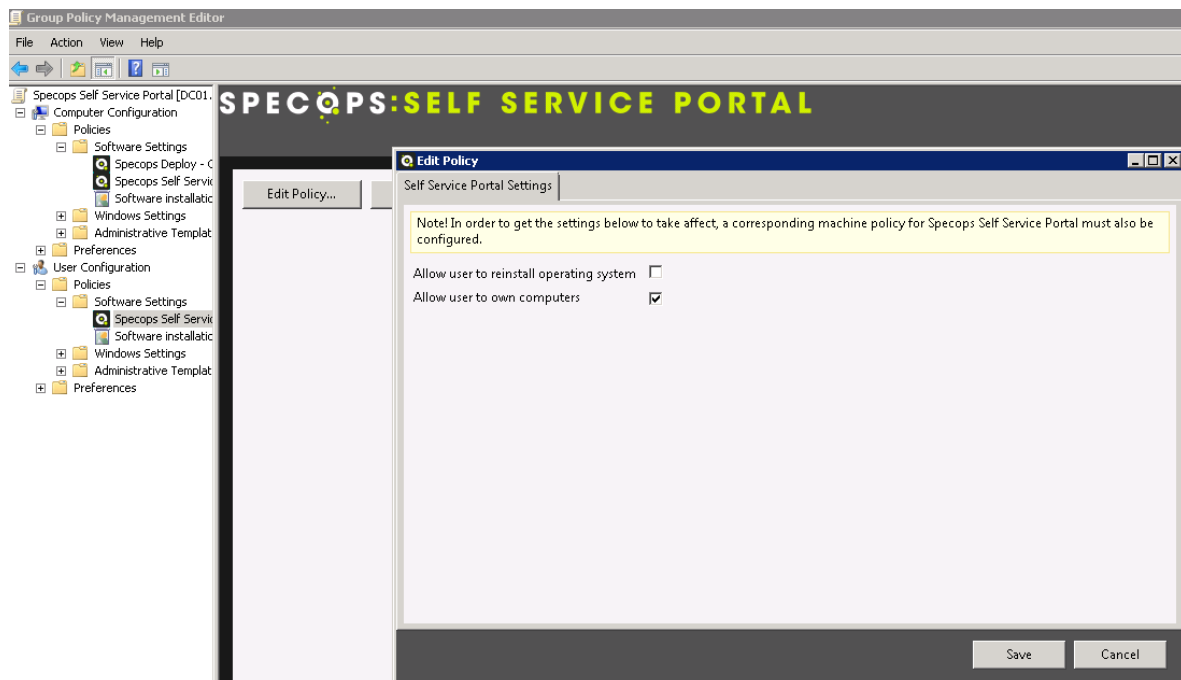 Group Policy Management Editor
File Action View Help
Specops Self Service Portal [DC01.
Computer Configuration
Policies
Software Settings
Specops Deploy - 
Specops Self Servic
Software installatic
Windows Settings
Administrative Templat
Preferences
User Configuration
Policies
Software Settings
Specops Self Servic
Software installatic
Windows Settings
Administrative Templat
Preferences
SPECOPS:SELF SERVICE PORTAL
Edit Policy...
Edit Policy
Self Service Portal Settings
Note! In order to get the settings below to take affect, a corresponding machine policy for Specops Self Service Portal must also be
configured.
Allow user to reinstall operating system
Allow user to own computers
Save Cancel